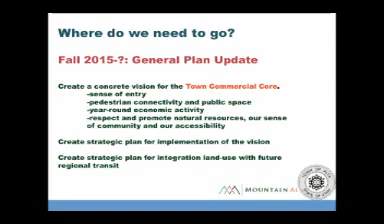 Where do we need to go?
Fall 2015-?: General Plan Update
Create a concrete vision for the Town Commercial Core.
-sense of entry
-pedestrian connectivity and public space
-year-round economic activity
-respect and promote natural resources, our sense
of community and our accessibility
Create strategic plan for implementation of the vision
Create strategic plan for integration land-use with future
regional transit
MOUNTAIN